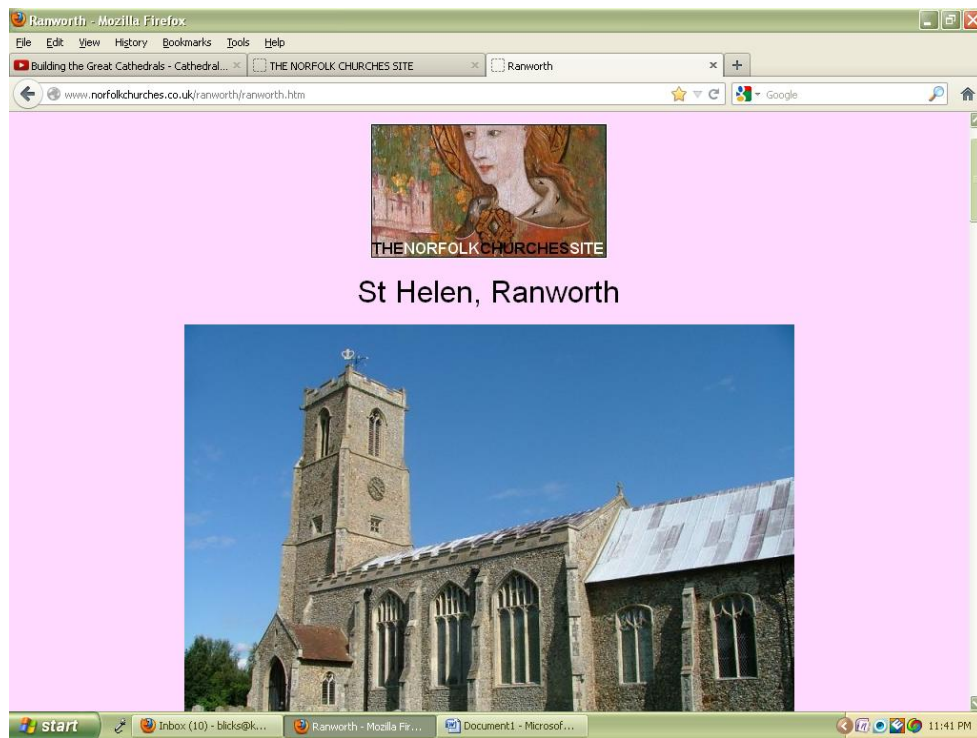 Ranworth - Mozilla Firefox
File Edit View History Bookmarks Tools Help
Building the Great Cathedrals - Cathedral... THE NORFOLK CHURCHES SITE Ranworth
www.norfolkchurches.co.uk/ranworth/ranworth.htm Google
THENORFOLKCHURCHESSITE
St Helen, Ranworth
start Inbox (10) - blicks@k... Ranworth - Mozilla Fir... Document1 - Microsof... 11:41 PM